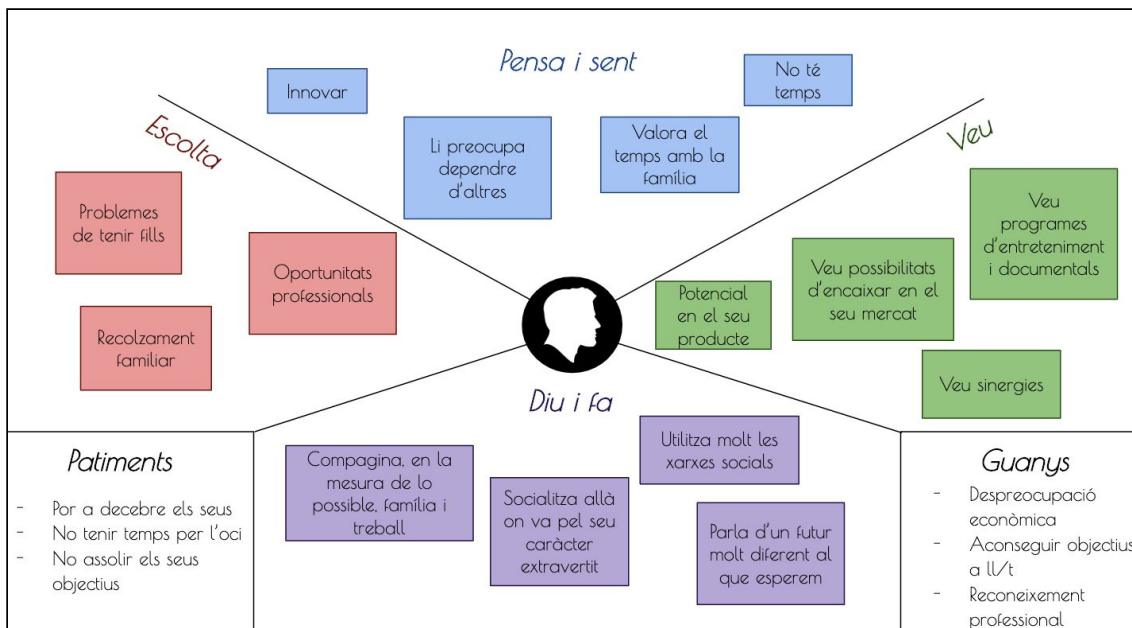 Pensa i sent
Innovar
Li preocupa
dependre
d'altres
Valora el
temps amb la
família
No té
temps
Escolta
Problemes
de tenir fills
Oportunitats
professionals
Recolzament
familiar
Veu
Veu
programes
d'entreteniment
i documentals
Veu possibilitats
d'encaixar en el
seu mercat
Potencial
en el seu
producte
Veu sinergies
Diu i fa
Compagina, en la
mesura de lo
possible, família i
treball
Socialitza allà
on va pel seu
caràcter
extravertit
Utilitza molt les
xarxes socials
Parla d'un futur
molt diferent al
que esperem
Patiments
- Por a decebre els seus
- No tenir temps per l'oci
- No assolir els seus
objectius
Guanys
- Despreocupació
econòmica
- Aconseguir objectius
a ll/t
- Reconeixement
professional